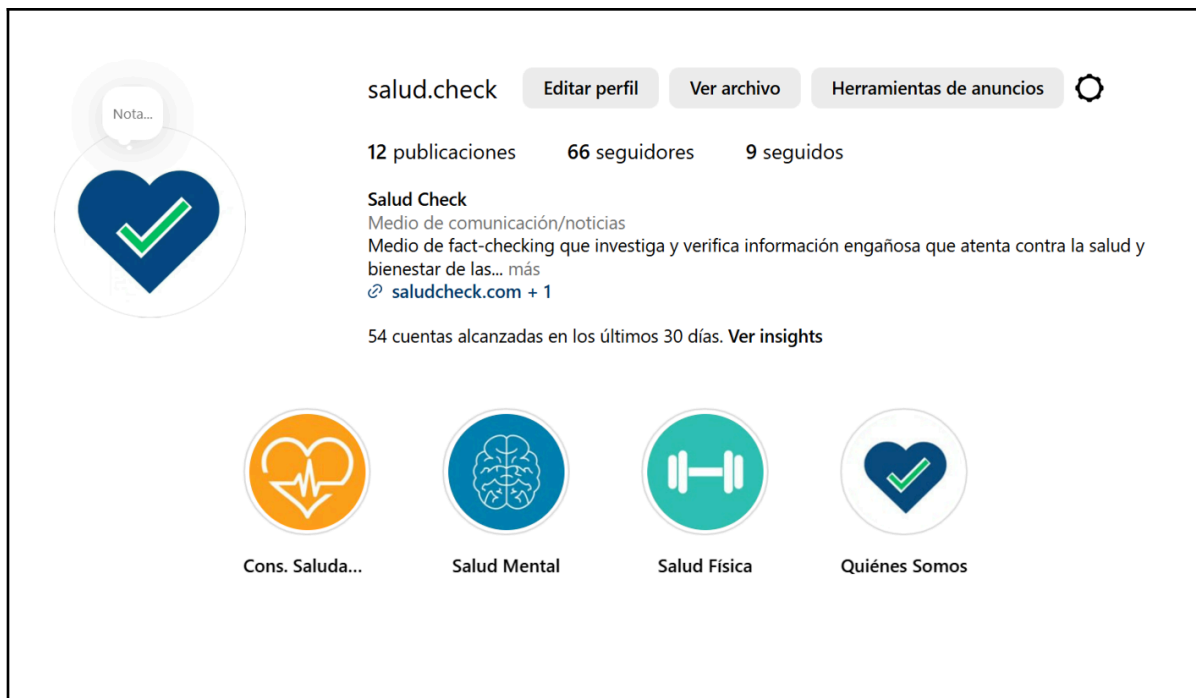 Nota...
salud.check Editar perfil Ver archivo Herramientas de anuncios
12 publicaciones 66 seguidores 9 seguidos
Salud Check
Medio de comunicación/noticias
Medio de fact-checking que investiga y verifica información engañosa que atenta contra la salud y
bienestar de las... más
saludcheck.com + 1
54 cuentas alcanzadas en los últimos 30 días. Ver insights
Cons. Saluda... Salud Mental Salud Física Quiénes Somos